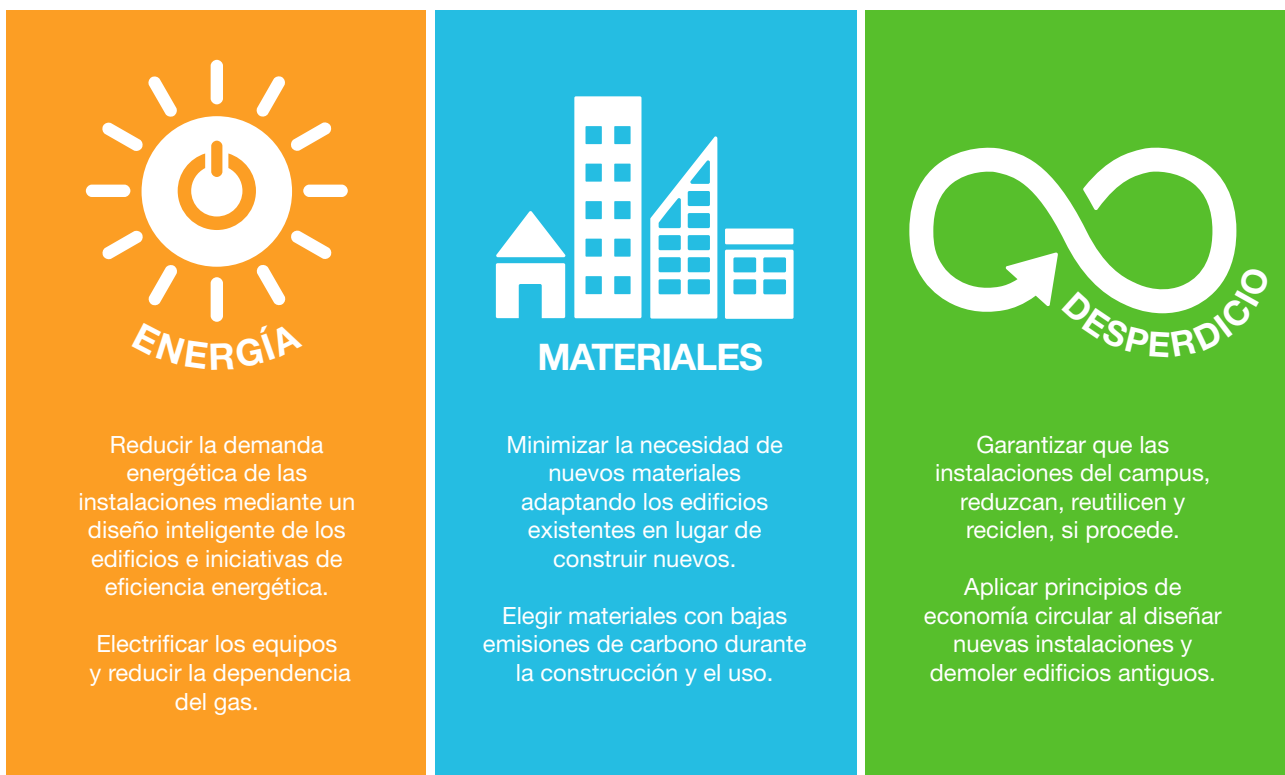 ENERGÍA
Reducir la demanda
energética de las
instalaciones mediante un
diseño inteligente de los
edificios e iniciativas de
eficiencia energética.
Electrificar los equipos
y reducir la dependencia
del gas.
MATERIALES
Minimizar la necesidad de
nuevos materiales
adaptando los edificios
existentes en lugar de
construir nuevos.
Elegir materiales con bajas
emisiones de carbono durante
la construcción y el uso.
DESPERDICIO
Garantizar que las
instalaciones del campus,
reduzcan, reutilicen y
reciclen, si procede.
Aplicar principios de
economía circular al diseñar
nuevas instalaciones y
demoler edificios antiguos.